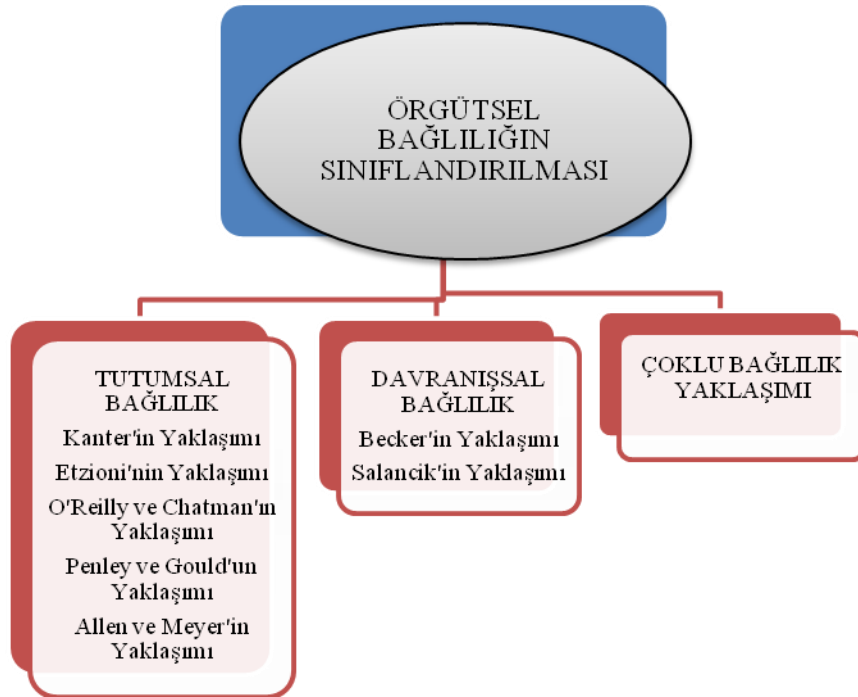 ÖRGÜTSEL
BAĞLILIĞIN
SINIFLANDIRILMASI
TUTUMSAL
BAĞLILIK
Kanter'in Yaklaşımı
Etzioni'nin Yaklaşımı
O'Reilly ve Chatman'ın
Yaklaşımı
Penley ve Gould'un
Yaklaşımı
Allen ve Meyer'in
Yaklaşımı
DAVRANIŞSAL
BAĞLILIK
Becker'in Yaklaşımı
Salancik'in Yaklaşımı
ÇOKLU BAĞLILIK
YAKLAŞIMI